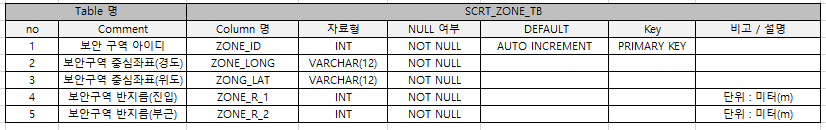 Table 명 SCRT_ZONE_TB
no Comment Column 명 자료형 NULL 여부 DEFAULT Key 비고 / 설명
1 보안 구역 아이디 ZONE_ID INT NOT NULL AUTO INCREMENT PRIMARY KEY
2 보안구역 중심좌표(경도) ZONE_LONG VARCHAR(12) NOT NULL
3 보안구역 중심좌표(위도) ZONG_LAT VARCHAR(12) NOT NULL
4 보안구역 반지름(진입) ZONE_R_1 INT NOT NULL 단위 : 미터(m)
5 보안구역 반지름(부근) ZONE_R_2 INT NOT NULL 단위 : 미터(m)